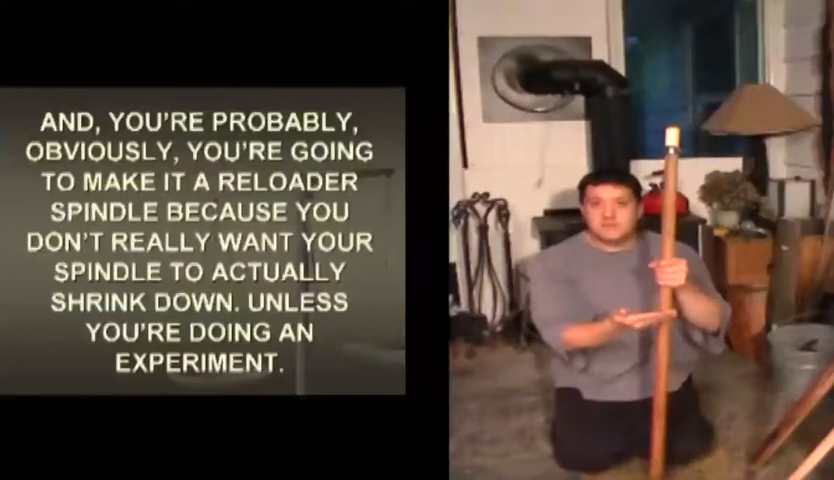 AND, YOU'RE PROBABLY,
OBVIOUSLY, YOU'RE GOING
TO MAKE IT A RELOADER
SPINDLE BECAUSE YOU
DON'T REALLY WANT YOUR
SPINDLE TO ACTUALLY
SHRINK DOWN. UNLESS
YOU'RE DOING AN
EXPERIMENT.